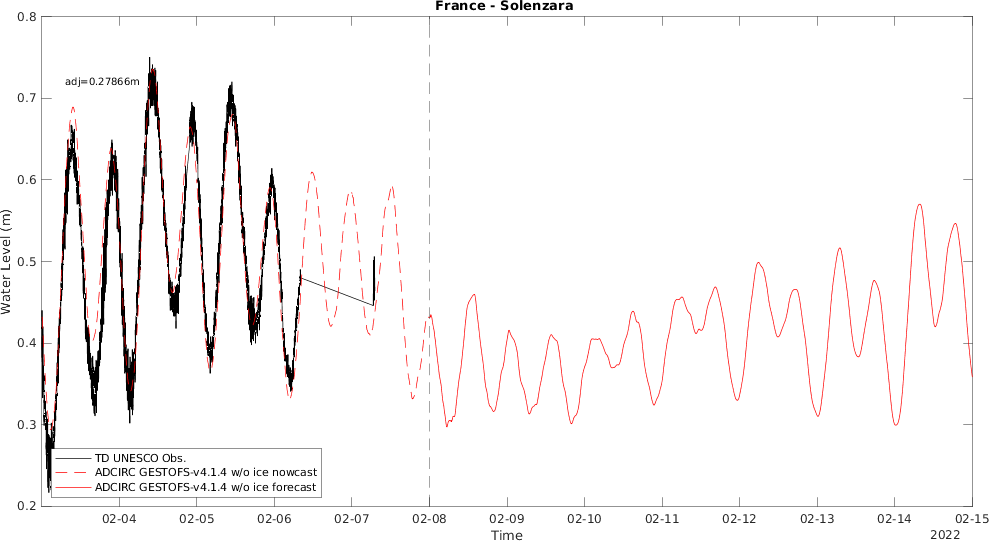 France - Solenzara
adj=0.27866m
0.8
0.7
0.6
0.5
0.4
0.3
0.2
Water Level (m)
TD UNESCO Obs.
ADCIRC GESTOFS-v4.1.4 w/o ice nowcast
ADCIRC GESTOFS-v4.1.4 w/o ice forecast
02-04 02-05 02-06 02-07 02-08 02-09 02-10 02-11 02-12 02-13 02-14 02-15
Time
2022